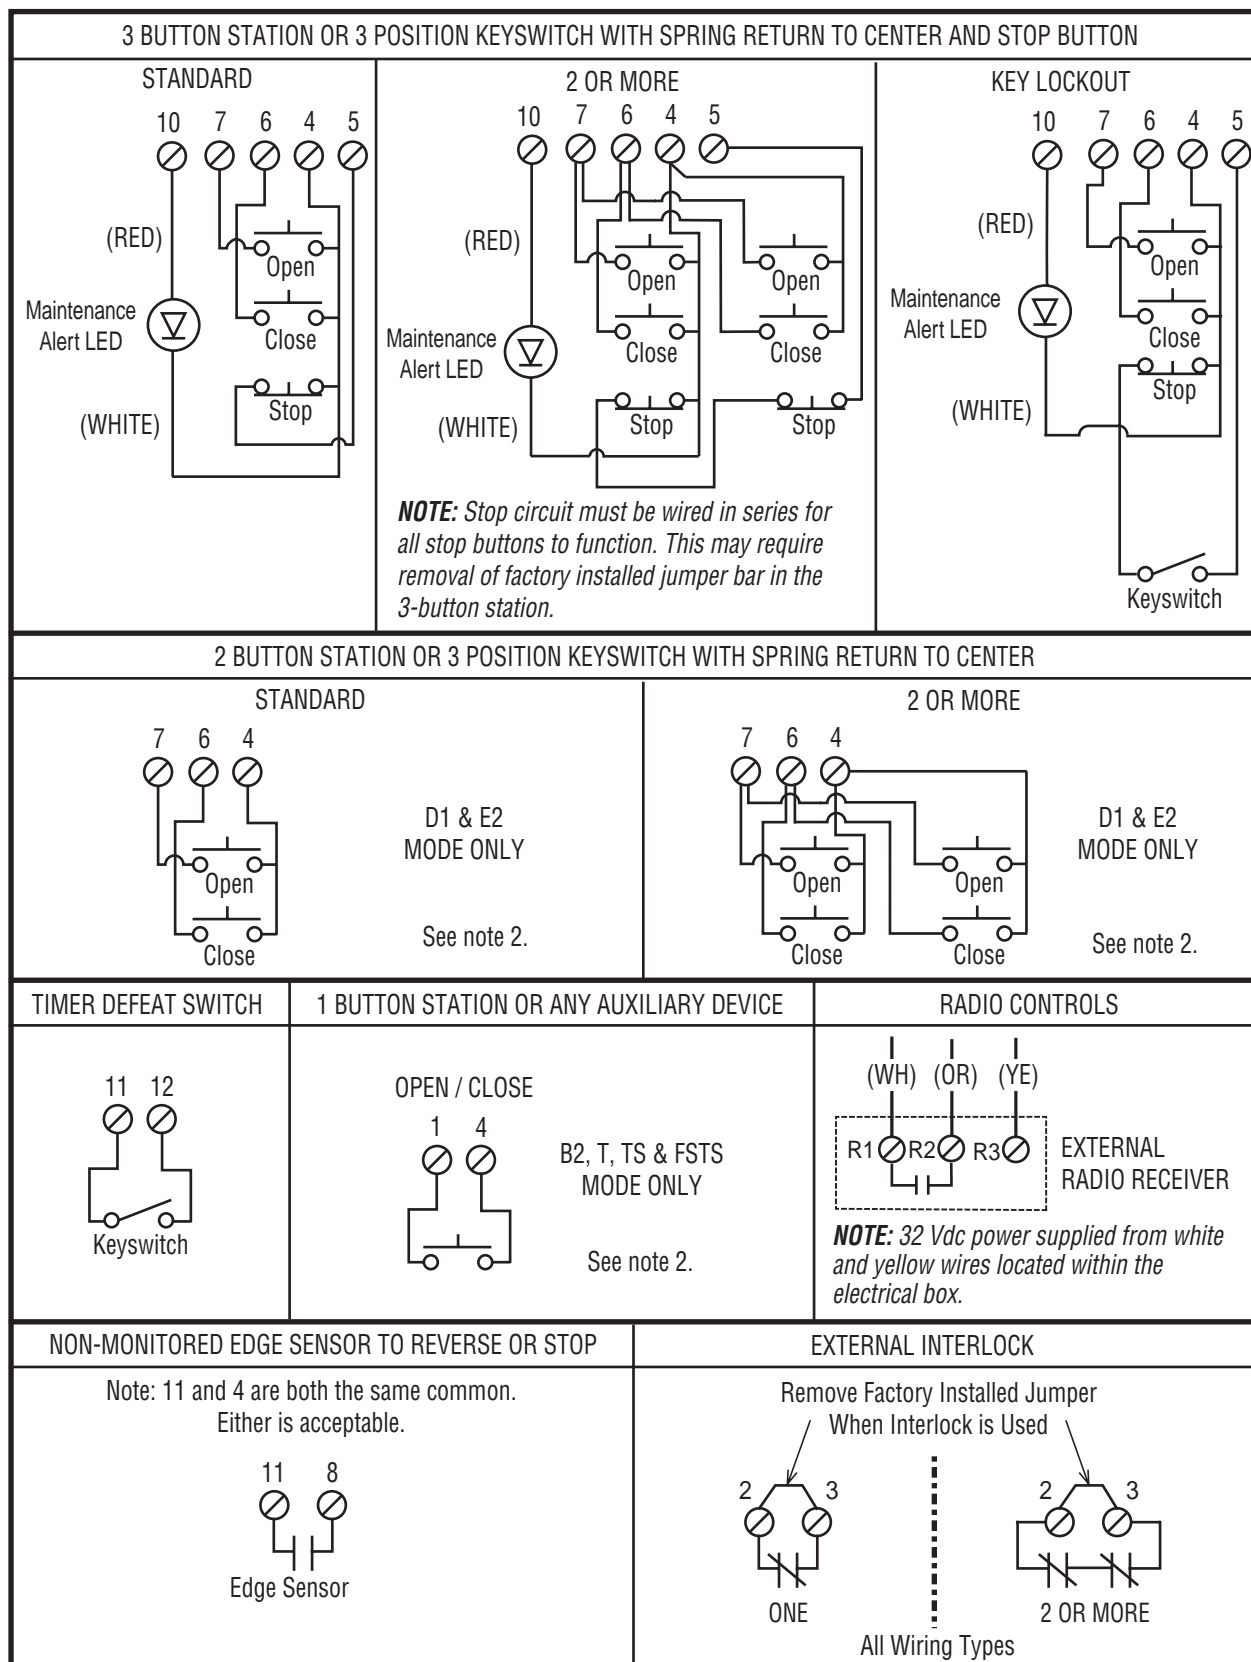 3 BUTTON STATION OR 3 POSITION KEYSWITCH WITH SPRING RETURN TO CENTER AND STOP BUTTON
STANDARD
10 7 6 4 5
(RED)
Open
Maintenance
Alert LED
Close
Stop
(WHITE)
2 OR MORE
10 7 6 4 5
(RED)
Open Open
Maintenance
Alert LED
Close Close
(WHITE)
Stop Stop
NOTE: Stop circuit must be wired in series for
all stop buttons to function. This may require
removal of factory installed jumper bar in the
3-button station.
KEY LOCKOUT
10 7 6 4 5
(RED)
Open
Maintenance
Alert LED
Close
Stop
(WHITE)
Keyswitch
2 BUTTON STATION OR 3 POSITION KEYSWITCH WITH SPRING RETURN TO CENTER
STANDARD
7 6 4
D1 & E2
MODE ONLY
Open
See note 2.
Close
2 OR MORE
7 6 4
D1 & E2
MODE ONLY
Open Open
See note 2.
Close Close
TIMER DEFEAT SWITCH
11 12
Keyswitch
1 BUTTON STATION OR ANY AUXILIARY DEVICE
OPEN / CLOSE
1 4
B2, T, TS & FSTS
MODE ONLY
See note 2.
RADIO CONTROLS
(WH) (OR) (YE)
R1 R2 R3
EXTERNAL
RADIO RECEIVER
NOTE: 32 Vdc power supplied from white
and yellow wires located within the
electrical box.
NON-MONITORED EDGE SENSOR TO REVERSE OR STOP
Note: 11 and 4 are both the same common.
Either is acceptable.
11 8
Edge Sensor
EXTERNAL INTERLOCK
Remove Factory Installed Jumper
When Interlock is Used
2 3 2 3
ONE 2 OR MORE
All Wiring Types